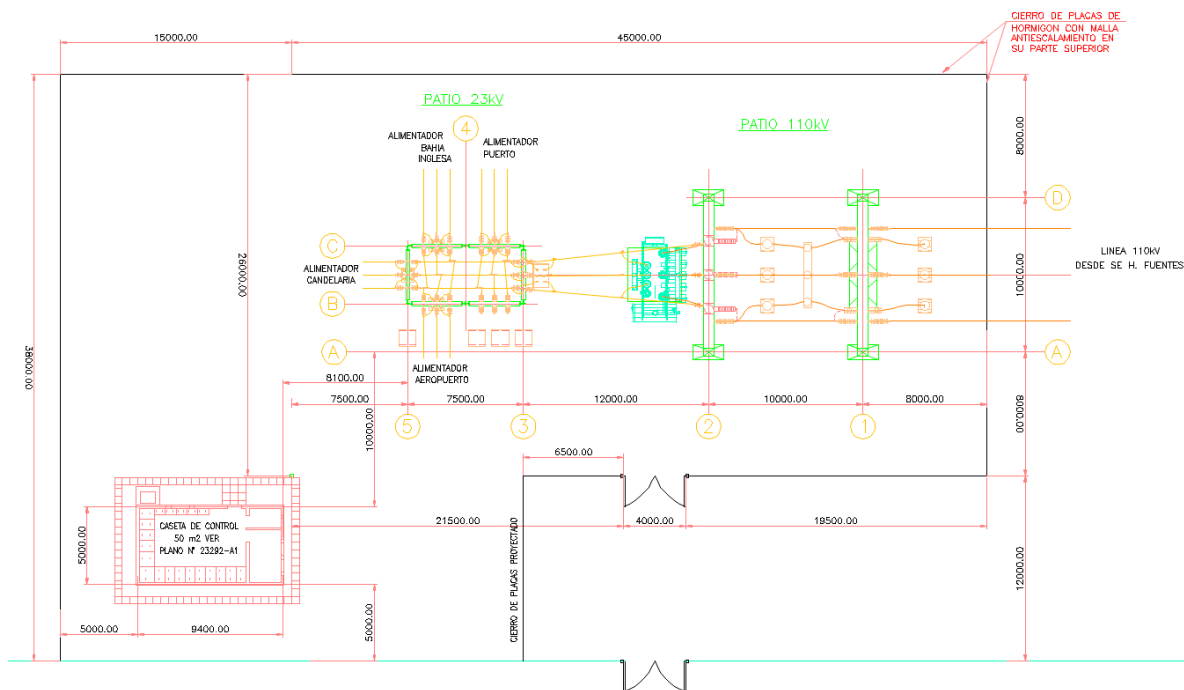 CIERRO DE PLACAS DE
HORMIGON CON MALLA
ANTIESCALAMIENTO EN
SU PARTE SUPERIOR
15000.00
45000.00
PATIO 23kV
PATIO 110kV
ALIMENTADOR
BAHIA
INGLESA
4
ALIMENTADOR
PUERTO
8000.00
D
C
ALIMENTADOR
CANDELARIA
B
A
26000.00
38000.00
10000.00
LINEA 110kV
DESDE SE H. FUENTES
A
ALIMENTADOR
AEROPUERTO
8100.00
7500.00
7500.00
12000.00
10000.00
8000.00
8000.00
10000.00
5
3
2
1
6500.00
21500.00
4000.00
19500.00
CASETA DE CONTROL
50 m2 VER
PLANO N° 23292-A1
5000.00
CIERRO DE PLACAS PROYECTADO
12000.00
5000.00
9400.00
5000.00